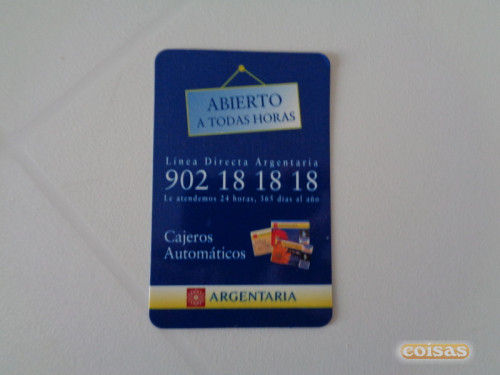 ABIERTO
A TODAS HORAS
Línea Directa Argentaria
902 18 18 18
Le atendemos 24 horas, 365 días al año
Cajeros
Automáticos
ARGENTARIA
coisas